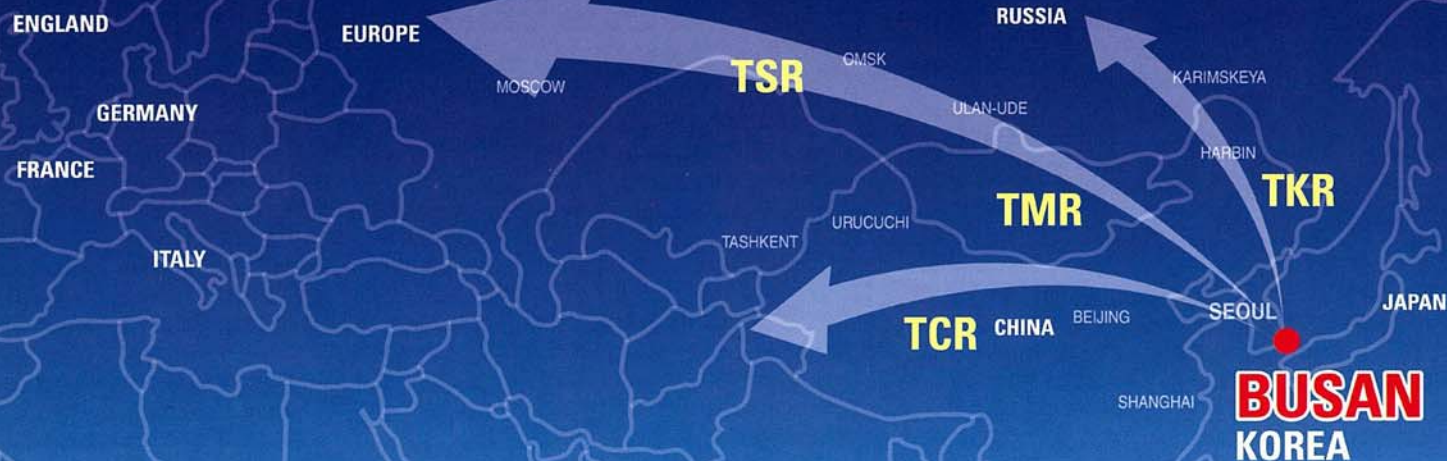 ENGLAND
EUROPE
RUSSIA
TSR
OMSK
MOSCOW
KARIMSKEYA
ULAN-UDE
GERMANY
HARBIN
FRANCE
TKR
TMR
URUCUCHI
TASHKENT
ITALY
JAPAN
SEOUL
BEIJING
TCR CHINA
SHANGHAI
BUSAN
KOREA